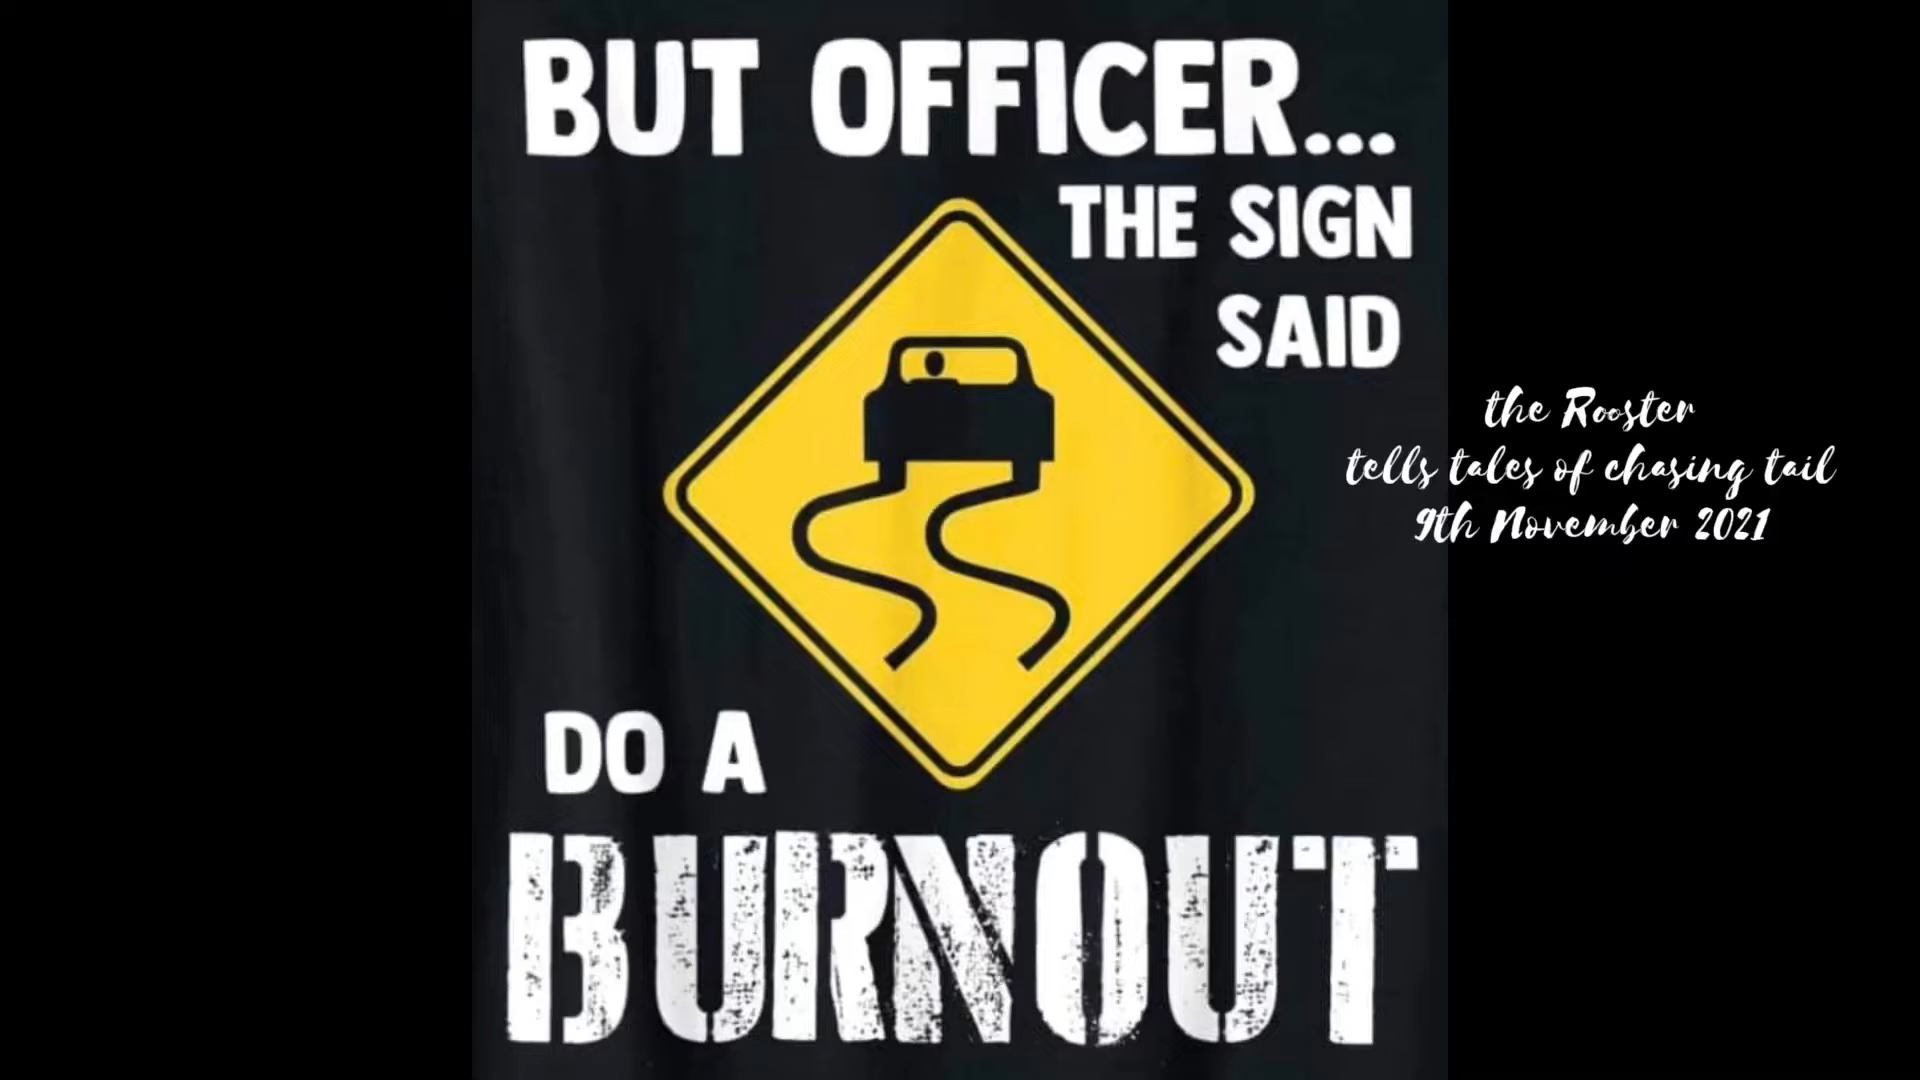 BUT OFFICER...
THE SIGN
SAID
DO A
BURNOUT
the Rooster
tells tales of chasing tail
9th November 2021